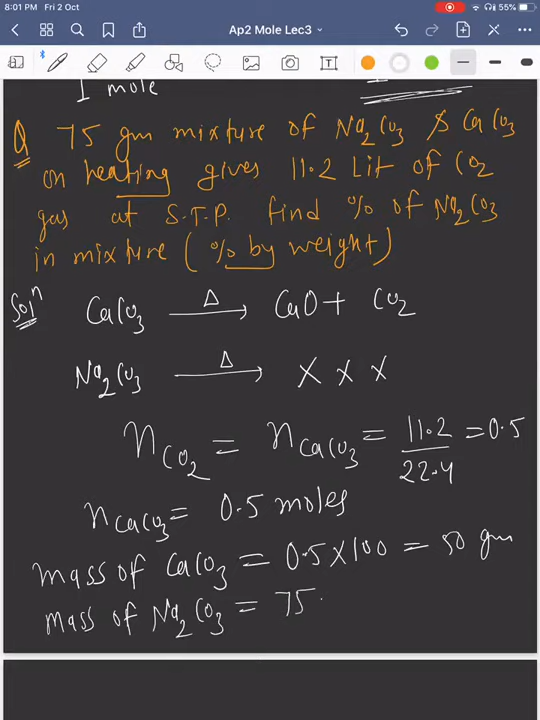 8:01 PM Fri 2 Oct 55%
Ap2 Mole Lec3
1 mole
Q 75 gm mixture of Na2CO3 & CaCO3
on heating gives 11.2 Lit of CO2
gas at S.T.P. find % of Na2CO3
in mixture (% by weight)
Solⁿ CaCO3 Δ→ CaO + CO2
Na2CO3 Δ→ X X X
nCO2 = nCaCO3 = 11.2/22.4 = 0.5
nCaCO3 = 0.5 moles
mass of CaCO3 = 0.5 X 100 = 50 gm
mass of Na2CO3 = 75